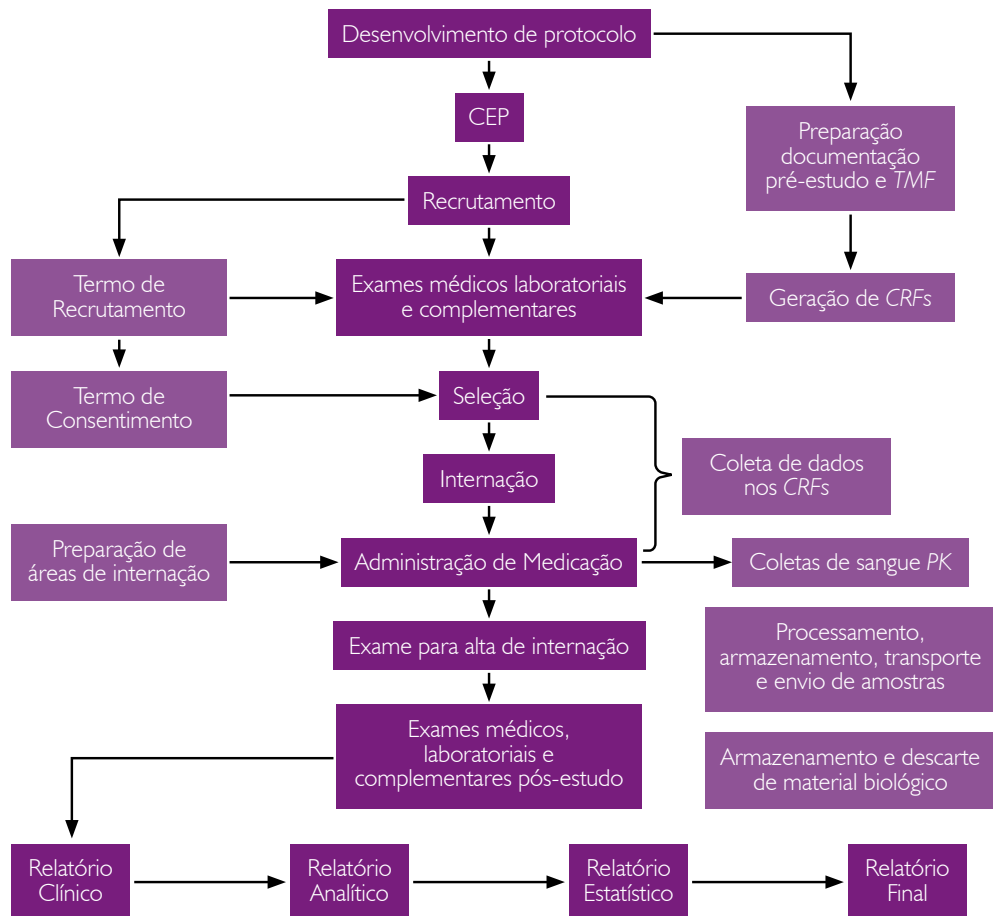 Desenvolvimento de protocolo
CEP
Preparação
documentação
pré-estudo e TMF
Recrutamento
Termo de
Recrutamento
Exames médicos laboratoriais
e complementares
Geração de CRFs
Termo de
Consentimento
Seleção
Coleta de dados
nos CRFs
Internação
Preparação de
áreas de internação
Administração de Medicação
Coletas de sangue PK
Exame para alta de internação
Processamento,
armazenamento, transporte
e envio de amostras
Exames médicos,
laboratoriais e
complementares pós-estudo
Armazenamento e descarte
de material biológico
Relatório
Clínico
Relatório
Analítico
Relatório
Estatístico
Relatório
Final